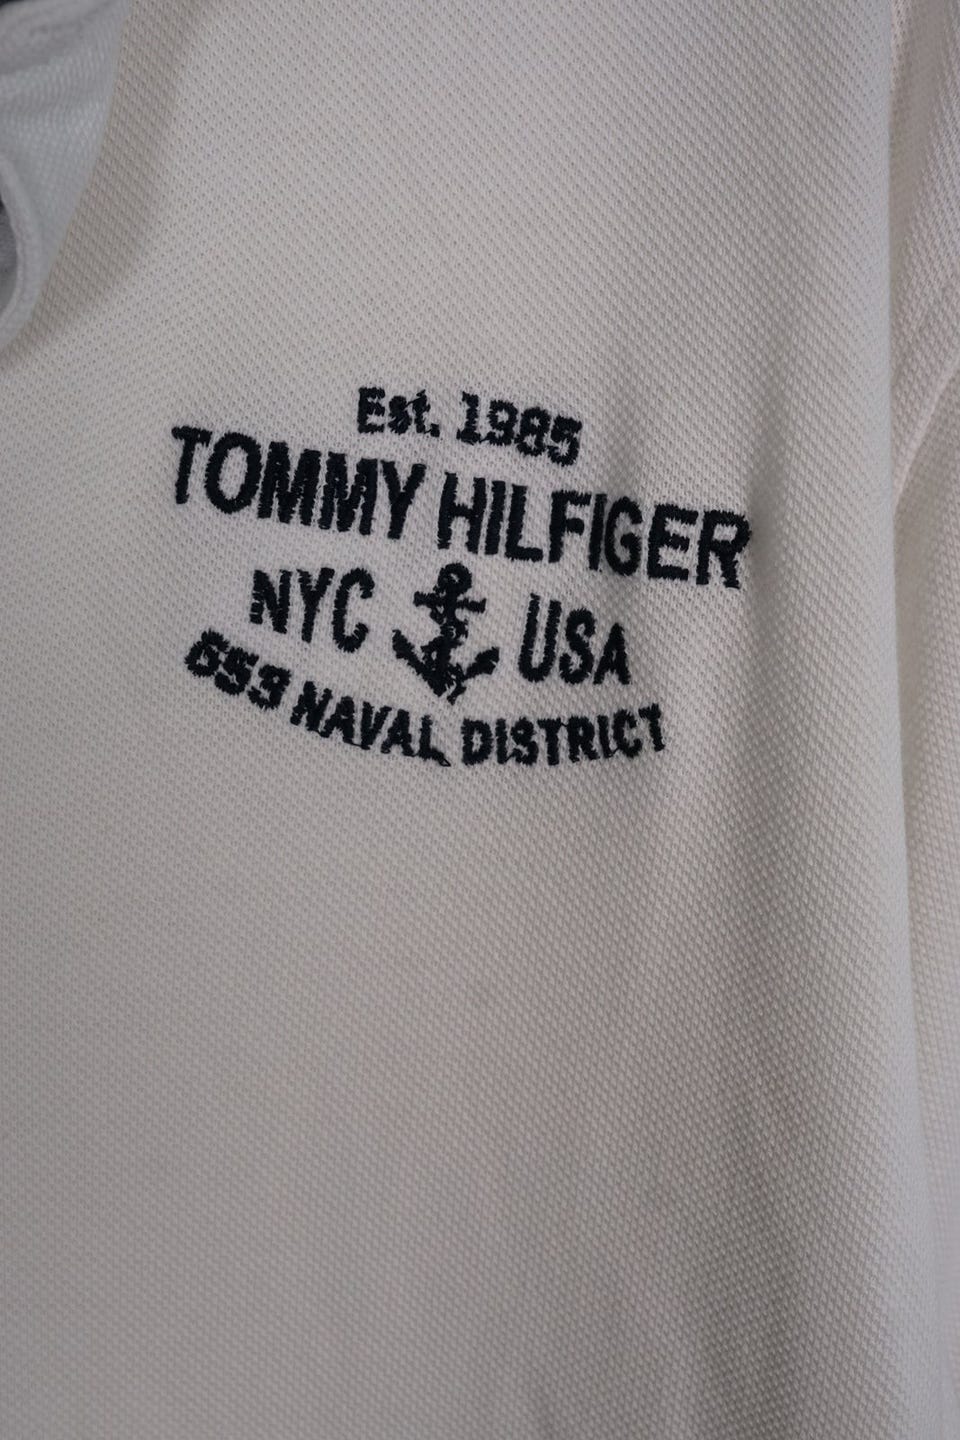 Est. 1985
TOMMY HILFIGER
NYC USA
653 NAVAL DISTRICT